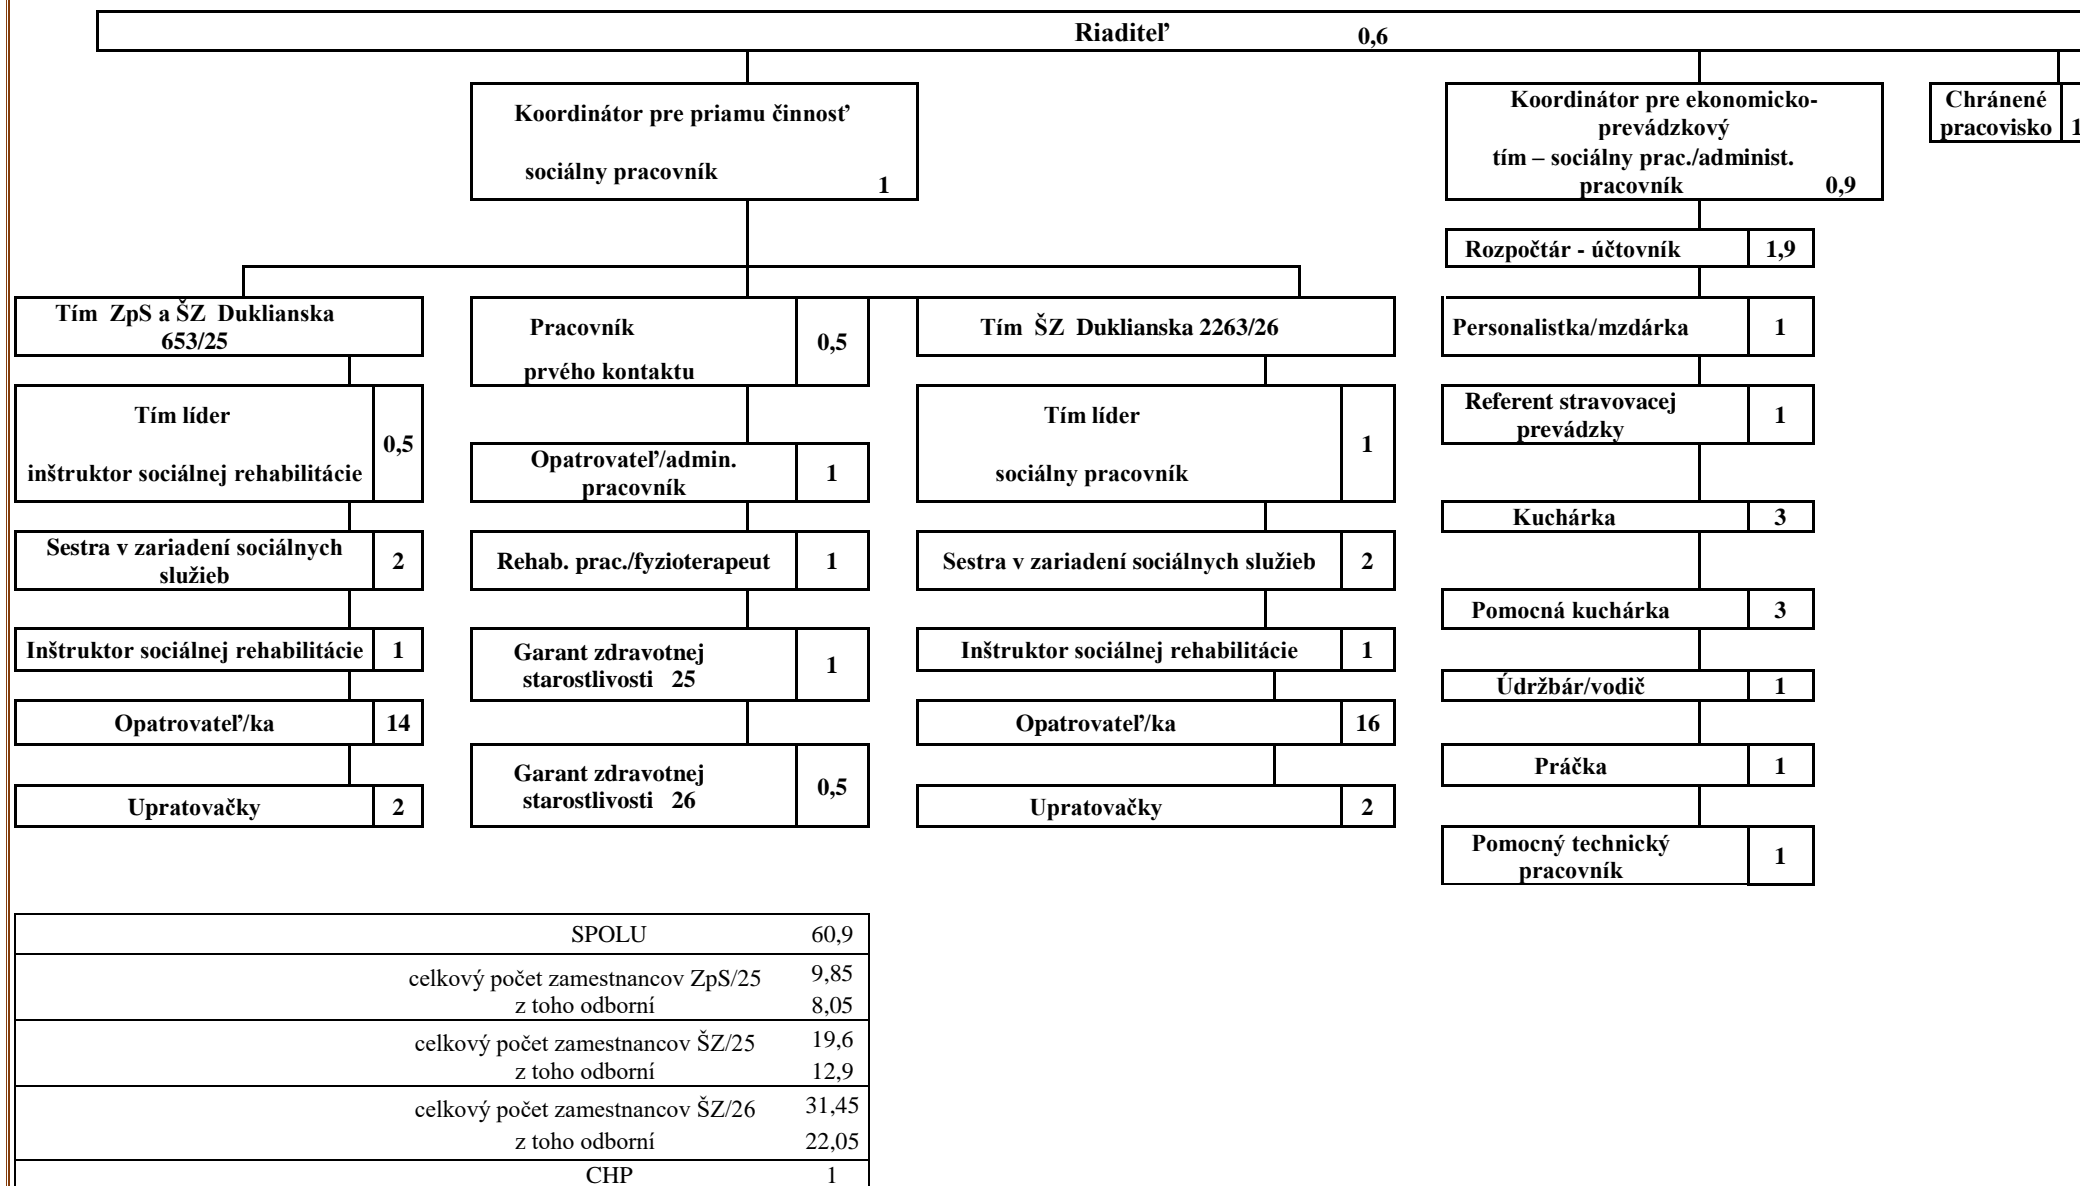 Riaditeľ 0,6
Koordinátor pre priamu činnosť
sociálny pracovník 1
Koordinátor pre ekonomicko-
prevádzkový
tím – sociálny prac./administ.
pracovník 0,9
Chránené
pracovisko 1
Rozpočtár - účtovník 1,9
Tím ZpS a ŠZ Duklianska
653/25
Tím líder
inštruktor sociálnej rehabilitácie 0,5
Sestra v zariadení sociálnych
služieb 2
Inštruktor sociálnej rehabilitácie 1
Opatrovateľ/ka 14
Upratovačky 2
Pracovník
prvého kontaktu 0,5
Opatrovateľ/admin.
pracovník 1
Rehab. prac./fyzioterapeut 1
Garant zdravotnej
starostlivosti 25 1
Garant zdravotnej
starostlivosti 26 0,5
Tím ŠZ Duklianska 2263/26
Tím líder
sociálny pracovník 1
Sestra v zariadení sociálnych služieb 2
Inštruktor sociálnej rehabilitácie 1
Opatrovateľ/ka 16
Upratovačky 2
Personalistka/mzdárka 1
Referent stravovacej
prevádzky 1
Kuchárka 3
Pomocná kuchárka 3
Údržbár/vodič 1
Práčka 1
Pomocný technický
pracovník 1
SPOLU 60,9
celkový počet zamestnancov ZpS/25 9,85
z toho odborní 8,05
celkový počet zamestnancov ŠZ/25 19,6
z toho odborní 12,9
celkový počet zamestnancov ŠZ/26 31,45
z toho odborní 22,05
CHP 1